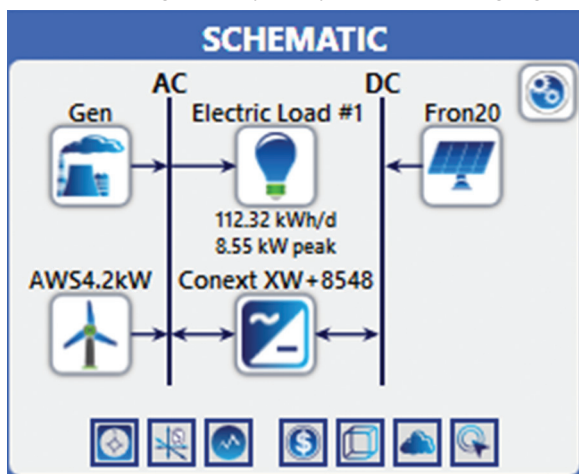 SCHEMATIC
AC
DC
Gen
Electric Load #1
Fron20
112.32 kWh/d
8.55 kW peak
AWS4.2kW
Conext XW+8548